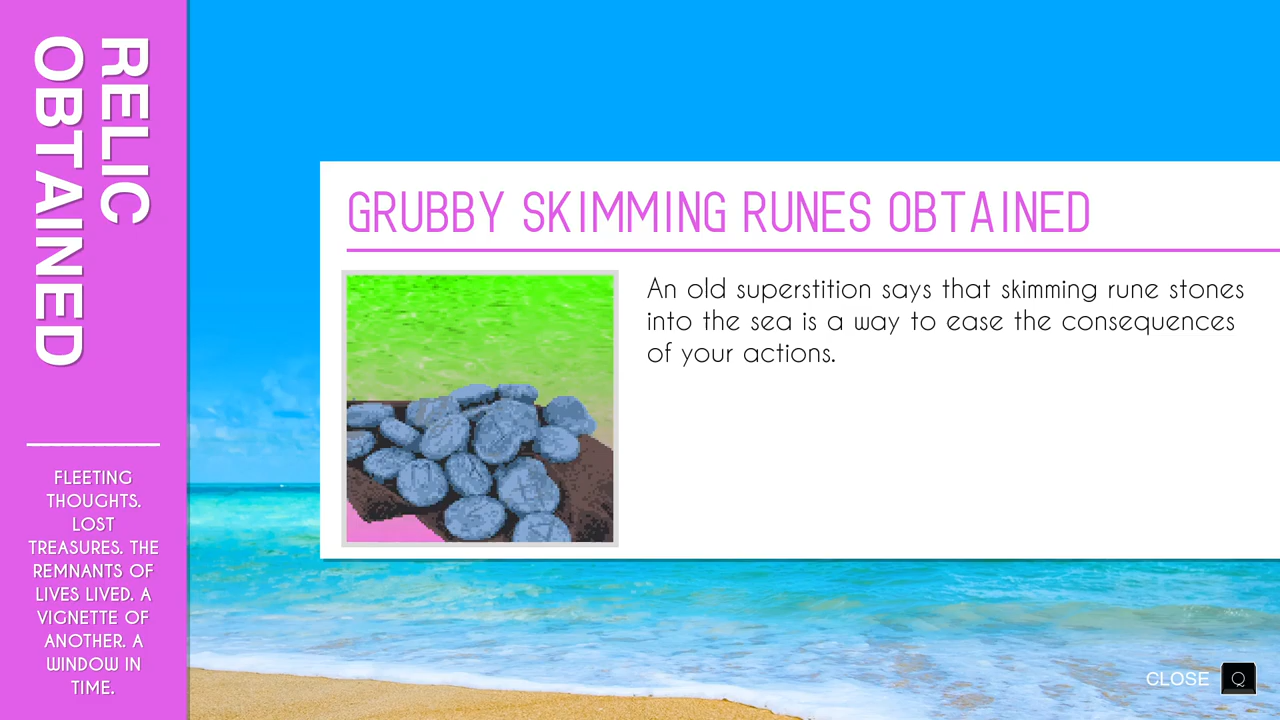 RELIC
OBTAINED
FLEETING
THOUGHTS.
LOST
TREASURES. THE
REMNANTS OF
LIVES LIVED. A
VIGNETTE OF
ANOTHER. A
WINDOW IN
TIME.
GRUBBY SKIMMING RUNES OBTAINED
An old superstition says that skimming rune stones
into the sea is a way to ease the consequences
of your actions.
CLOSE Q